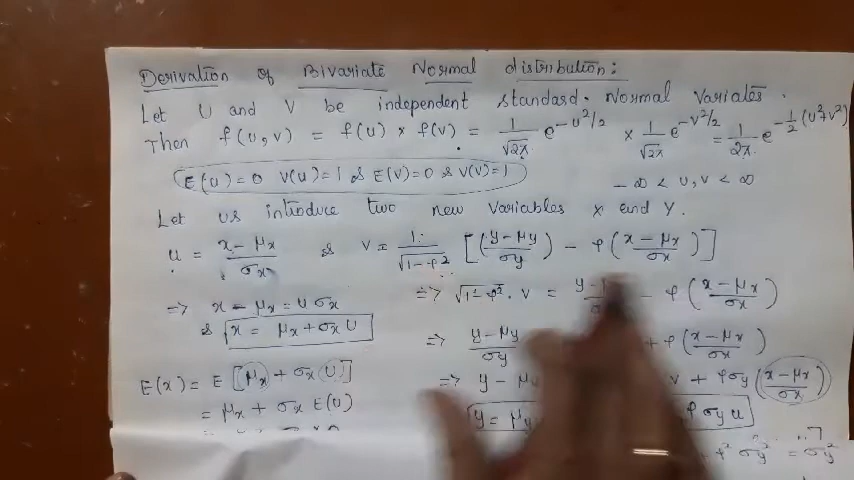 Derivation of Bivariate Normal distribution:
Let U and V be independent standard. Normal Variates.
Then f(u,v) = f(u) × f(v). = 1/√2π e^-u²/2 × 1/√2π e^-v²/2 = 1/2π e^-1/2(u²+v²)
E(u)=0 V(u)=1 & E(v)=0 & V(v)=1
-∞ < u,v < ∞
Let us introduce two new variables X and Y.
u = (x-μx)/σx & v = 1/√1-ρ² [((y-μy)/σy) - ρ((x-μx)/σx)]
=> x-μx = uσx
=> √1-ρ² . v = - ρ((x-μx)/σx)
& x = μx + σx U
=> (y-μy)/σy + ρ((x-μx)/σx)
E(x) = E[μx + σx(U)]
=> y-μy v + ρσy((x-μx)/σx)
= μx + σx E(U)
y = μy ρσy u
ρ²σy² = σy²